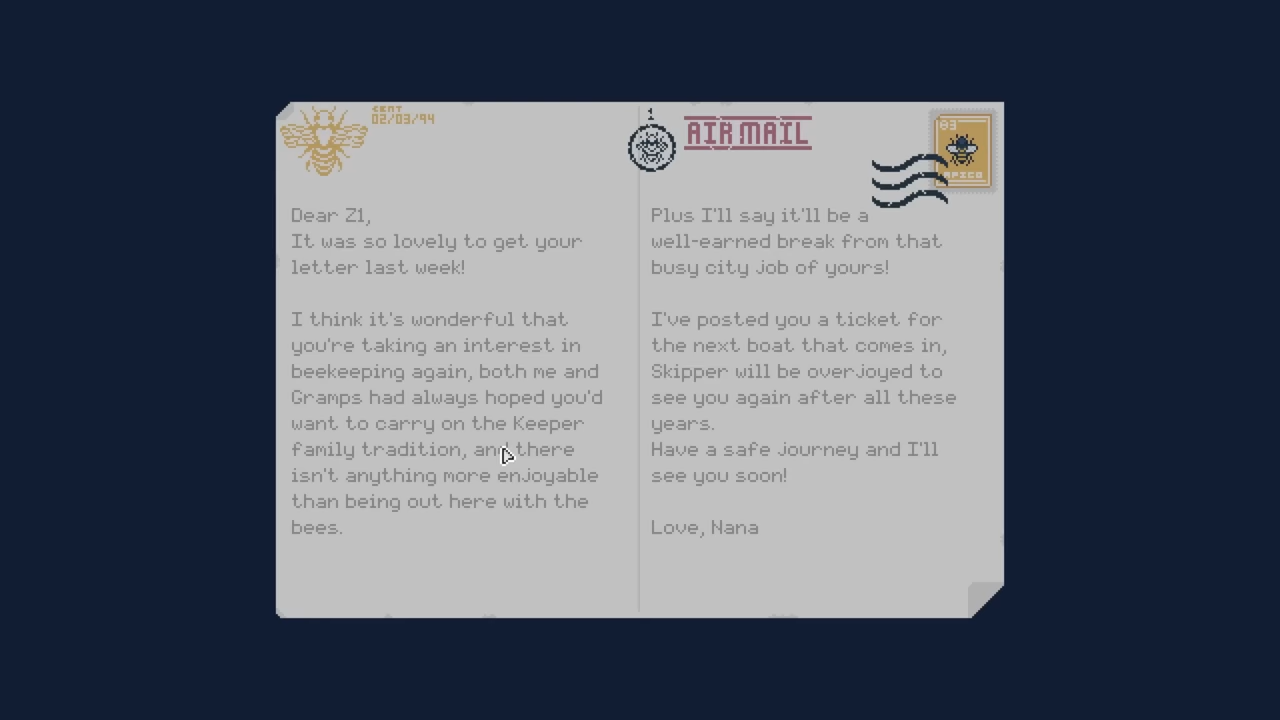 CENT
02/03/94
1
AIR MAIL
83
APICO
Dear Z1,
It was so lovely to get your
letter last week!
I think it's wonderful that
you're taking an interest in
beekeeping again, both me and
Gramps had always hoped you'd
want to carry on the Keeper
family tradition, and there
isn't anything more enjoyable
than being out here with the
bees.
Plus I'll say it'll be a
well-earned break from that
busy city job of yours!
I've posted you a ticket for
the next boat that comes in,
Skipper will be overjoyed to
see you again after all these
years.
Have a safe journey and I'll
see you soon!
Love, Nana